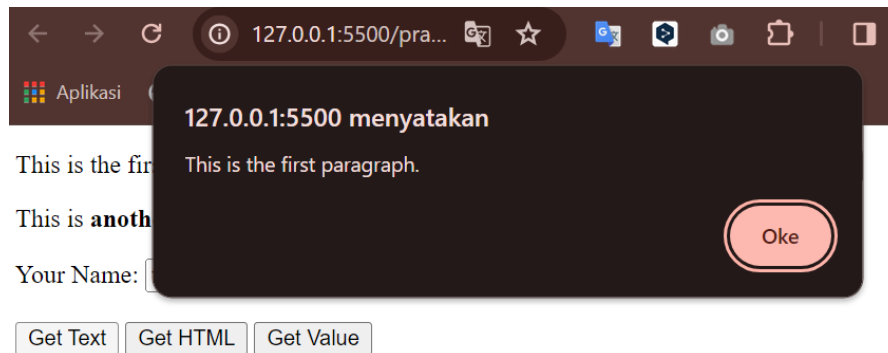 127.0.0.1:5500/pra...
Aplikasi
127.0.0.1:5500 menyatakan
This is the first paragraph.
Oke
This is the fir
This is anoth
Your Name:
Get Text Get HTML Get Value